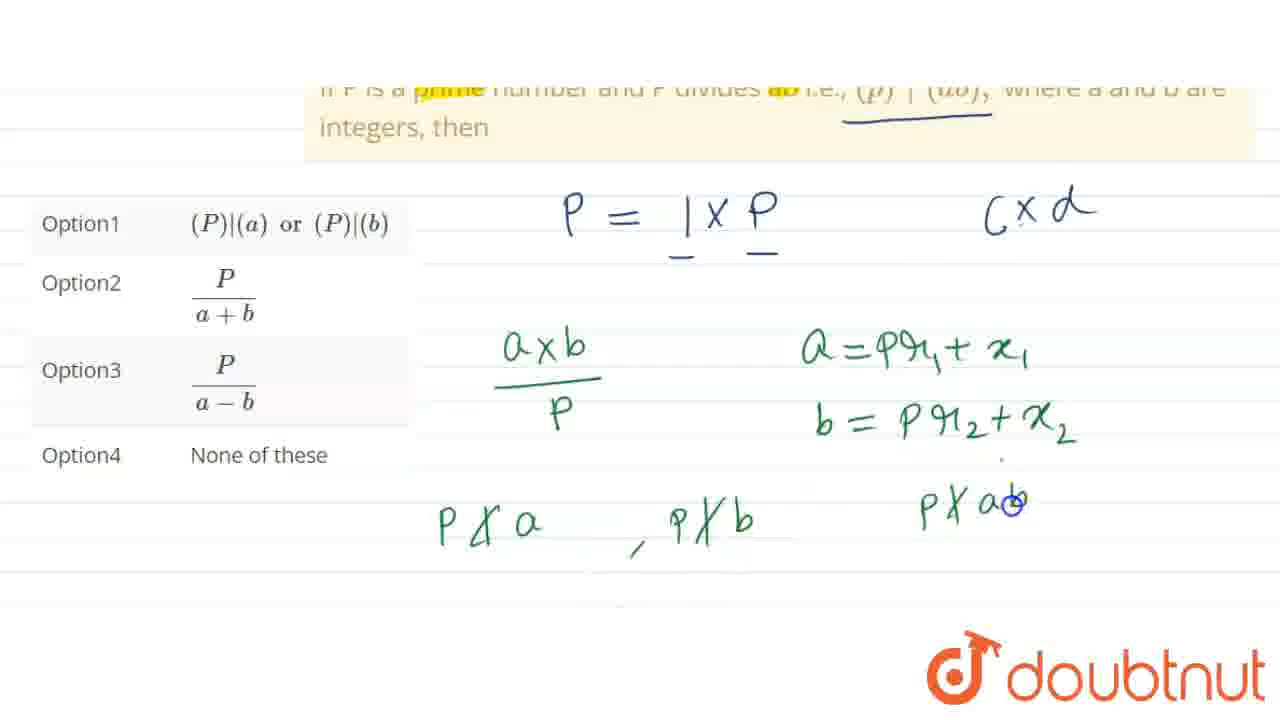 If P is a prime number and P divides ab i.e., (p) | (ab), where a and b are
integers, then
Option1 (P)|(a) or (P)|(b)
Option2 P/(a + b)
Option3 P/(a − b)
Option4 None of these
P = 1 × P
C × d
a × b / P
a = pr₁ + x₁
b = pr₂ + x₂
P ∤ a , P ∤ b
P ∤ ab
doubtnut